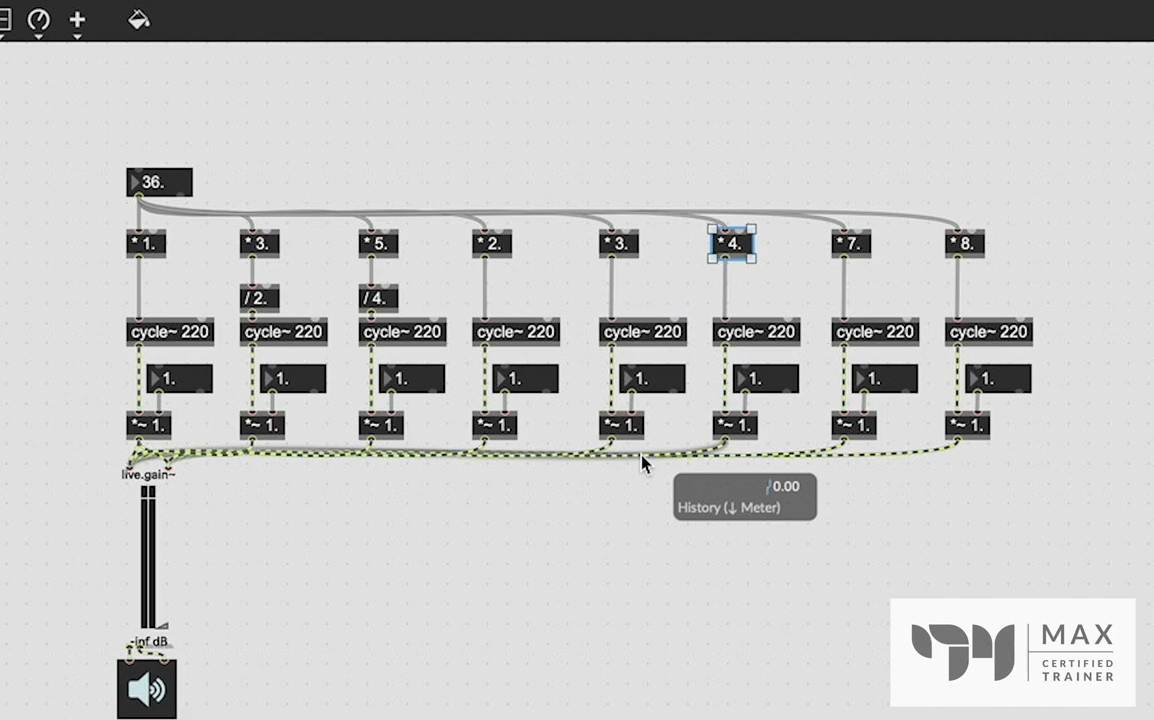 36.
* 1. * 3. * 5. * 2. * 3. * 4. * 7. * 8.
/ 2. / 4.
cycle~ 220 cycle~ 220 cycle~ 220 cycle~ 220 cycle~ 220 cycle~ 220 cycle~ 220 cycle~ 220
1. 1. 1. 1. 1. 1. 1. 1.
*~ 1. *~ 1. *~ 1. *~ 1. *~ 1. *~ 1. *~ 1. *~ 1.
live.gain~
0.00
History (↓ Meter)
-inf dB
MAX
CERTIFIED
TRAINER